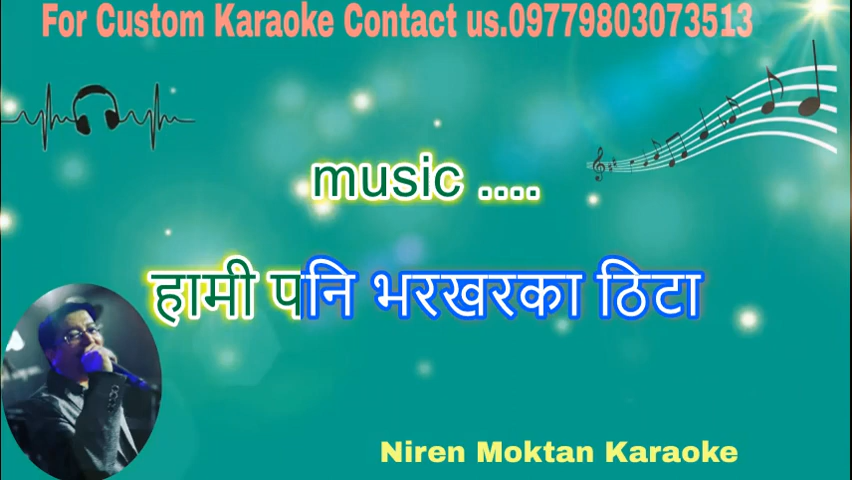 For Custom Karaoke Contact us.09779803073513
music ....
हामी पनि भरखरका ठिटा
Niren Moktan Karaoke